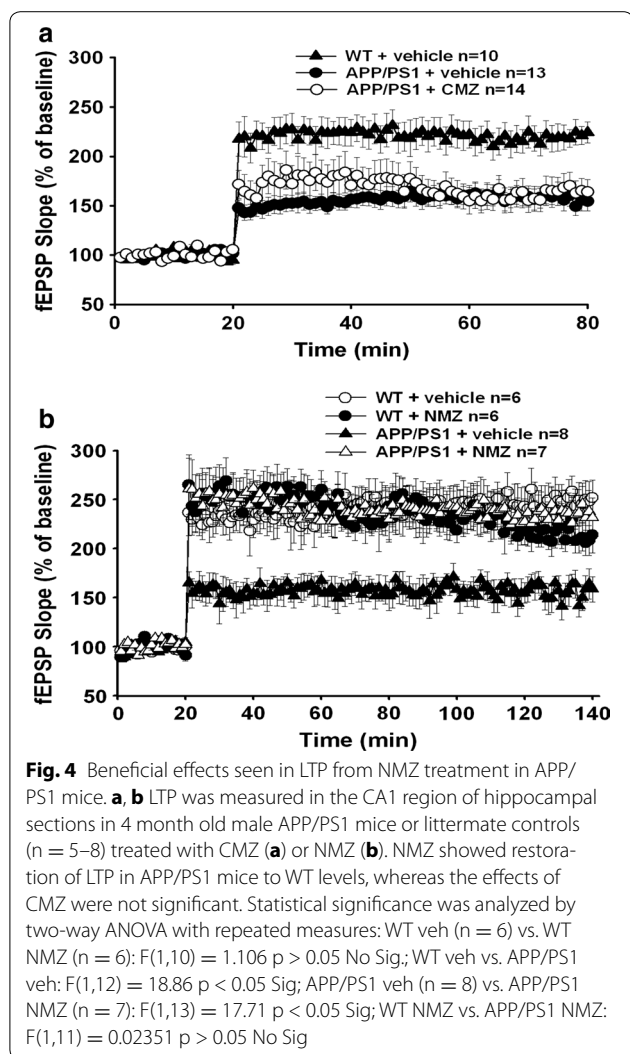 a
WT + vehicle n=10
APP/PS1 + vehicle n=13
APP/PS1 + CMZ n=14
300
250
200
150
100
50
fEPSP Slope (% of baseline)
0 20 40 60 80
Time (min)
b
WT + vehicle n=6
WT + NMZ n=6
APP/PS1 + vehicle n=8
APP/PS1 + NMZ n=7
300
250
200
150
100
50
fEPSP Slope (% of baseline)
0 20 40 60 80 100 120 140
Time (min)
Fig. 4 Beneficial effects seen in LTP from NMZ treatment in APP/
PS1 mice. a, b LTP was measured in the CA1 region of hippocampal
sections in 4 month old male APP/PS1 mice or littermate controls
(n = 5–8) treated with CMZ (a) or NMZ (b). NMZ showed restora-
tion of LTP in APP/PS1 mice to WT levels, whereas the effects of
CMZ were not significant. Statistical significance was analyzed by
two-way ANOVA with repeated measures: WT veh (n = 6) vs. WT
NMZ (n = 6): F(1,10) = 1.106 p > 0.05 No Sig.; WT veh vs. APP/PS1
veh: F(1,12) = 18.86 p < 0.05 Sig; APP/PS1 veh (n = 8) vs. APP/PS1
NMZ (n = 7): F(1,13) = 17.71 p < 0.05 Sig; WT NMZ vs. APP/PS1 NMZ:
F(1,11) = 0.02351 p > 0.05 No Sig